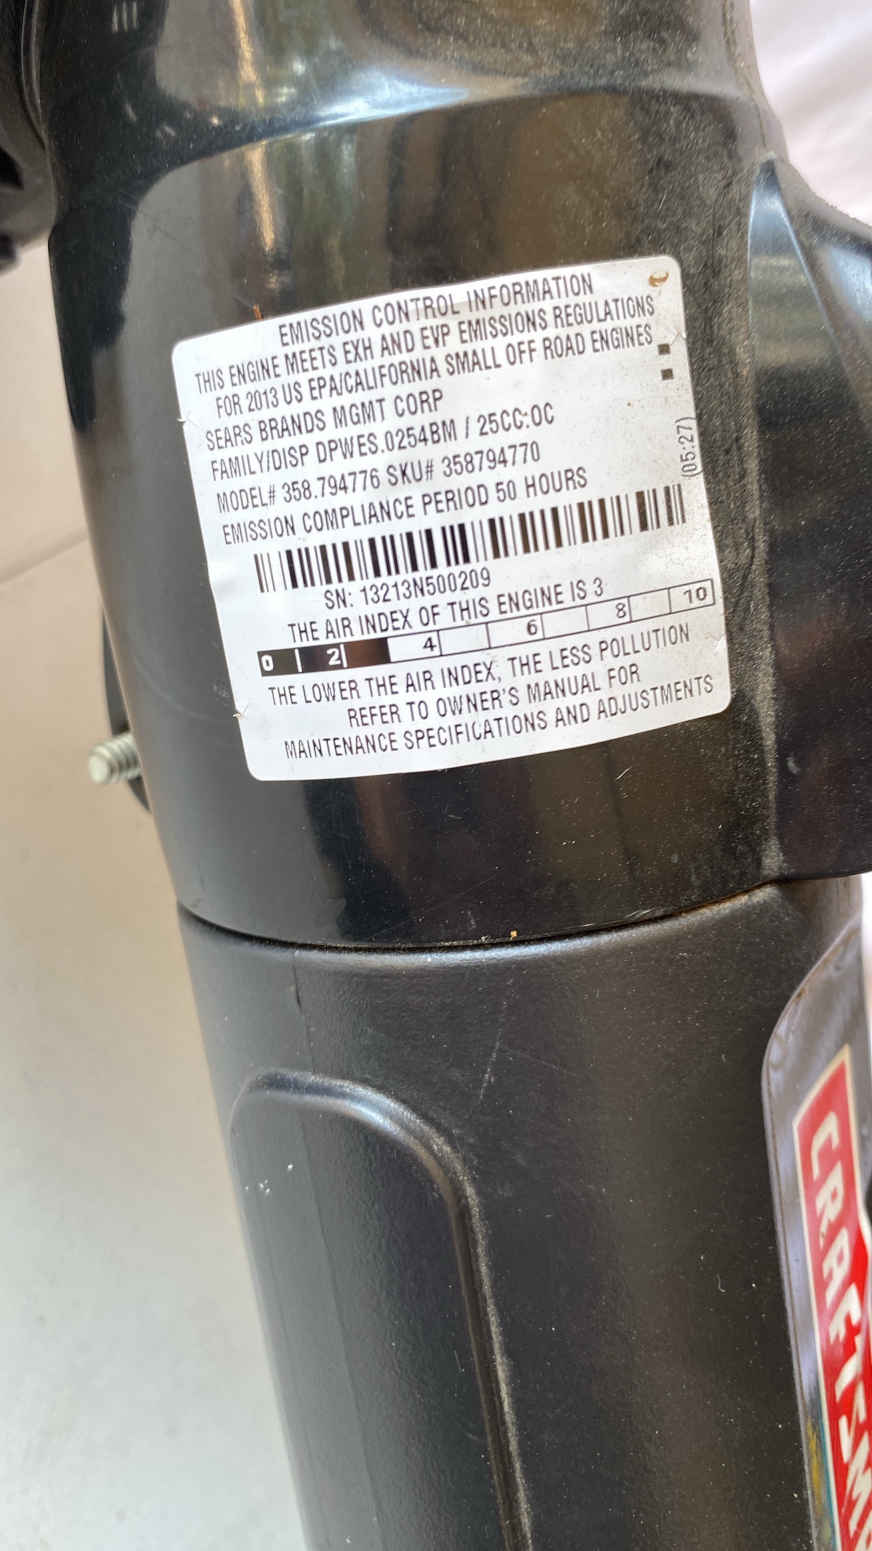 EMISSION CONTROL INFORMATION
THIS ENGINE MEETS EXH AND EVP EMISSIONS REGULATIONS
FOR 2013 US EPA/CALIFORNIA SMALL OFF ROAD ENGINES
SEARS BRANDS MGMT CORP
FAMILY/DISP DPWES.0254BM / 25CC:OC
MODEL# 358.794776 SKU# 358794770
EMISSION COMPLIANCE PERIOD 50 HOURS
(05:27)
SN: 13213N500209
THE AIR INDEX OF THIS ENGINE IS 3
0 2 4 6 8 10
THE LOWER THE AIR INDEX, THE LESS POLLUTION
REFER TO OWNER'S MANUAL FOR
MAINTENANCE SPECIFICATIONS AND ADJUSTMENTS
CRAFTSM